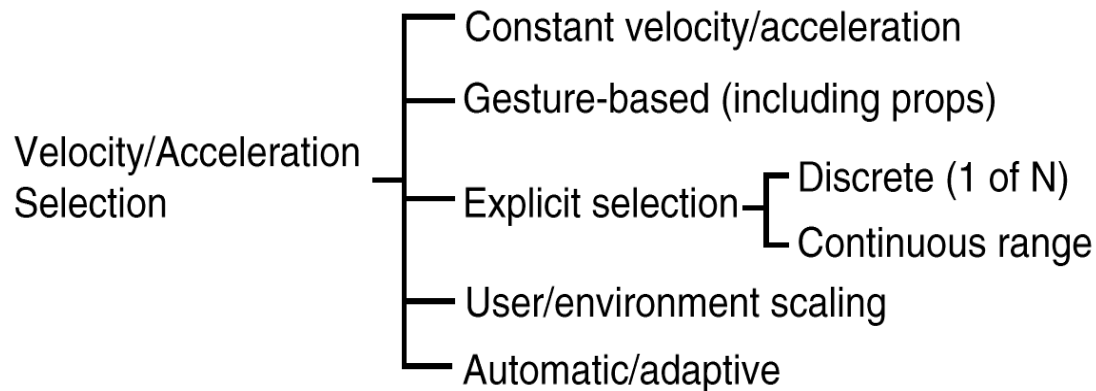 Velocity/Acceleration
Selection
Constant velocity/acceleration
Gesture-based (including props)
Explicit selection
Discrete (1 of N)
Continuous range
User/environment scaling
Automatic/adaptive